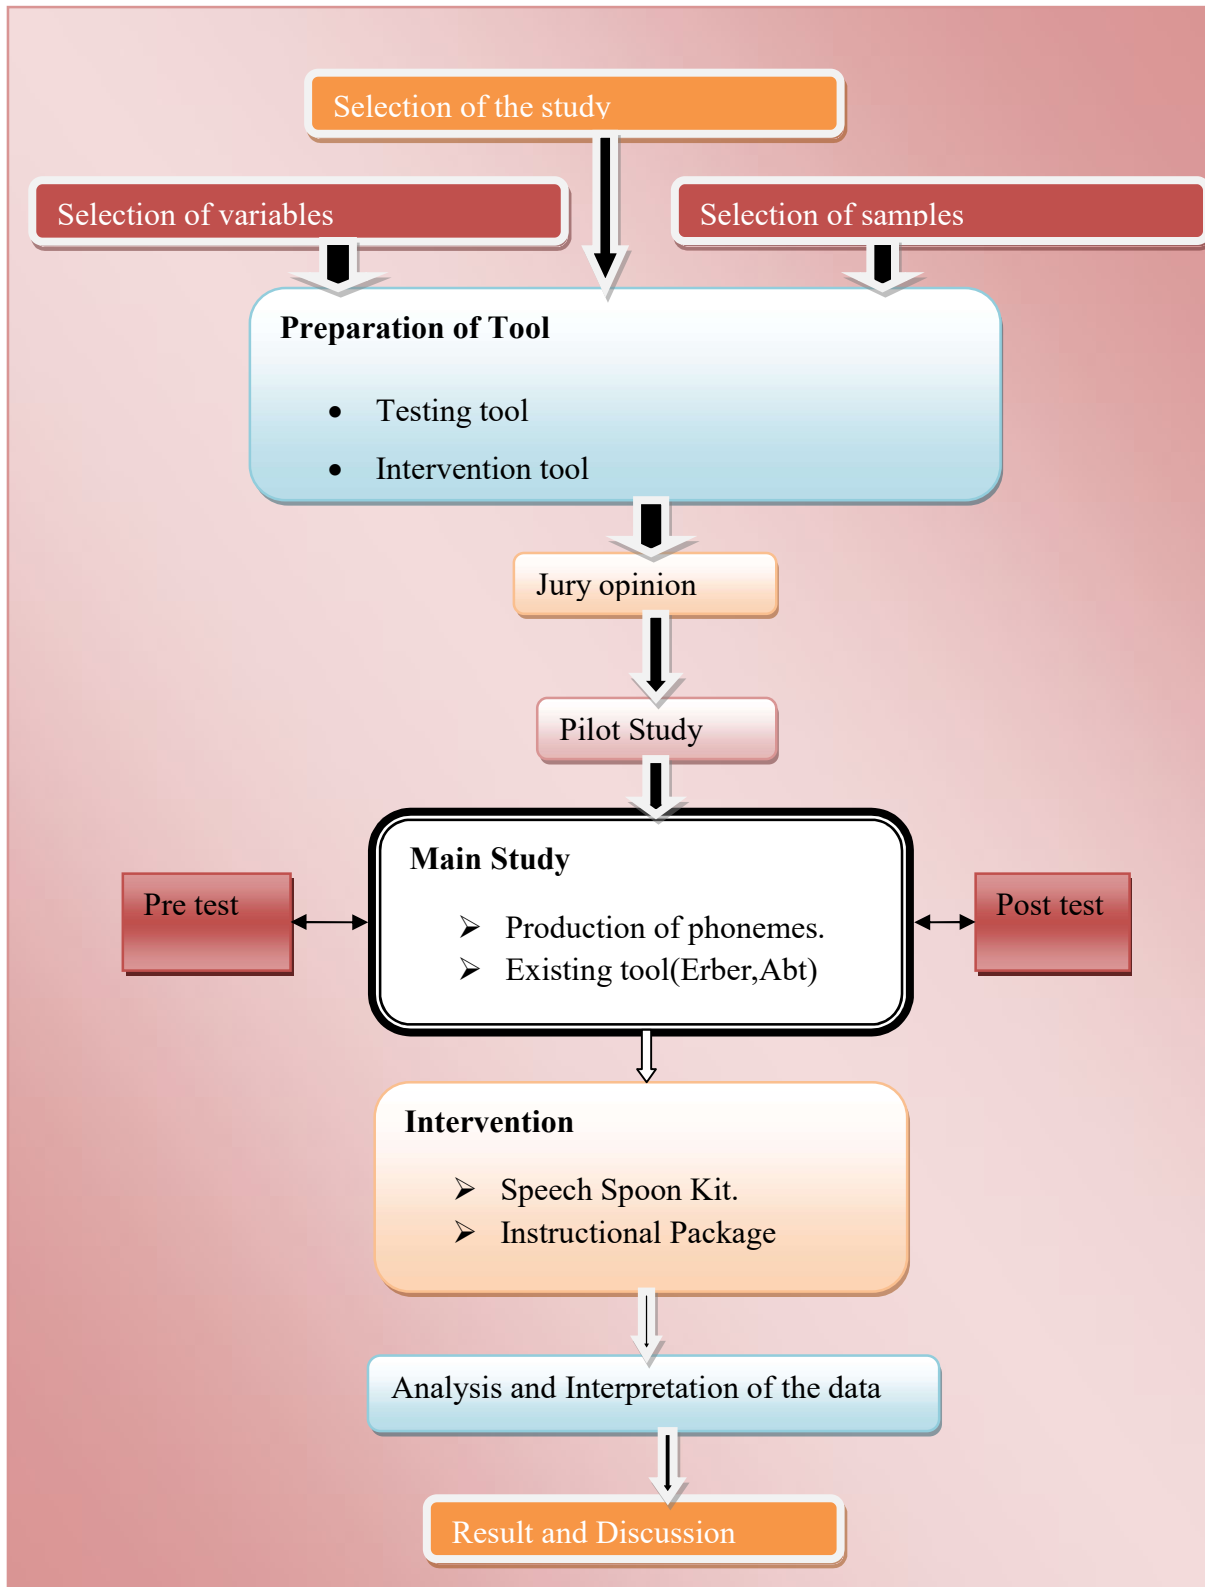 Selection of the study
Selection of variables
Selection of samples
Preparation of Tool
• Testing tool
• Intervention tool
Jury opinion
Pilot Study
Main Study
➢ Production of phonemes.
➢ Existing tool(Erber,Abt)
Pre test
Post test
Intervention
➢ Speech Spoon Kit.
➢ Instructional Package
Analysis and Interpretation of the data
Result and Discussion